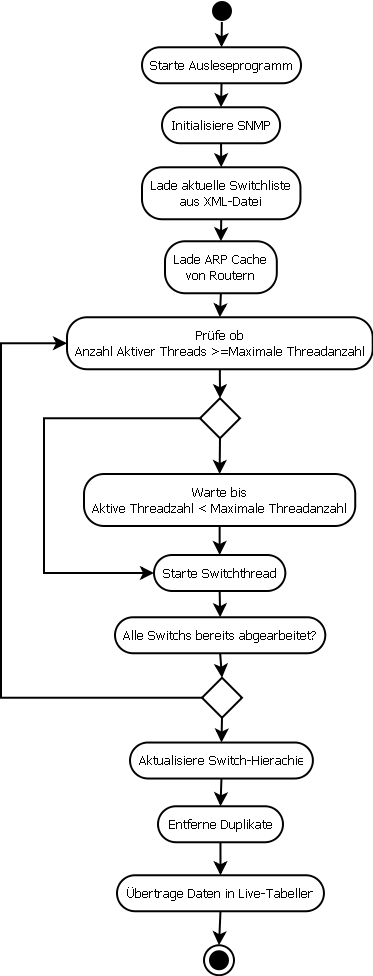 Starte Ausleseprogramm
Initialisiere SNMP
Lade aktuelle Switchliste
aus XML-Datei
Lade ARP Cache
von Routern
Prüfe ob
Anzahl Aktiver Threads >=Maximale Threadanzahl
Warte bis
Aktive Threadzahl < Maximale Threadanzahl
Starte Switchthread
Alle Switchs bereits abgearbeitet?
Aktualisiere Switch-Hierachie
Entferne Duplikate
Übertrage Daten in Live-Tabeller